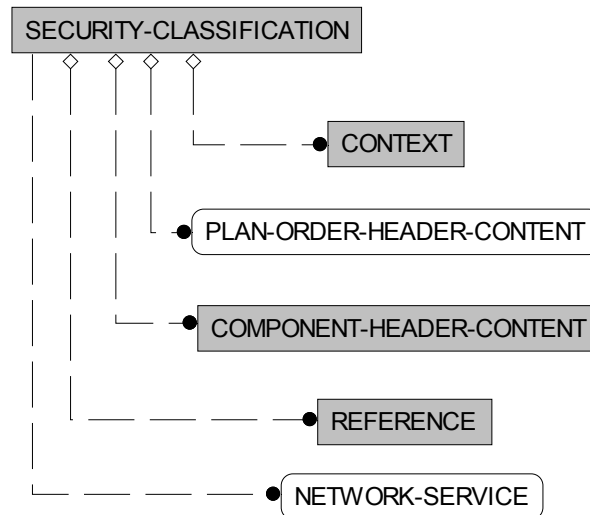 SECURITY-CLASSIFICATION
CONTEXT
PLAN-ORDER-HEADER-CONTENT
COMPONENT-HEADER-CONTENT
REFERENCE
NETWORK-SERVICE